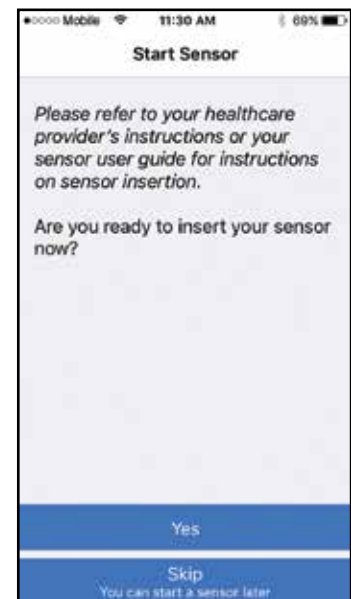 Mobile 11:30 AM 69%
Start Sensor
Please refer to your healthcare
provider's instructions or your
sensor user guide for instructions
on sensor insertion.
Are you ready to insert your sensor
now?
Yes
Skip
You can start a sensor later